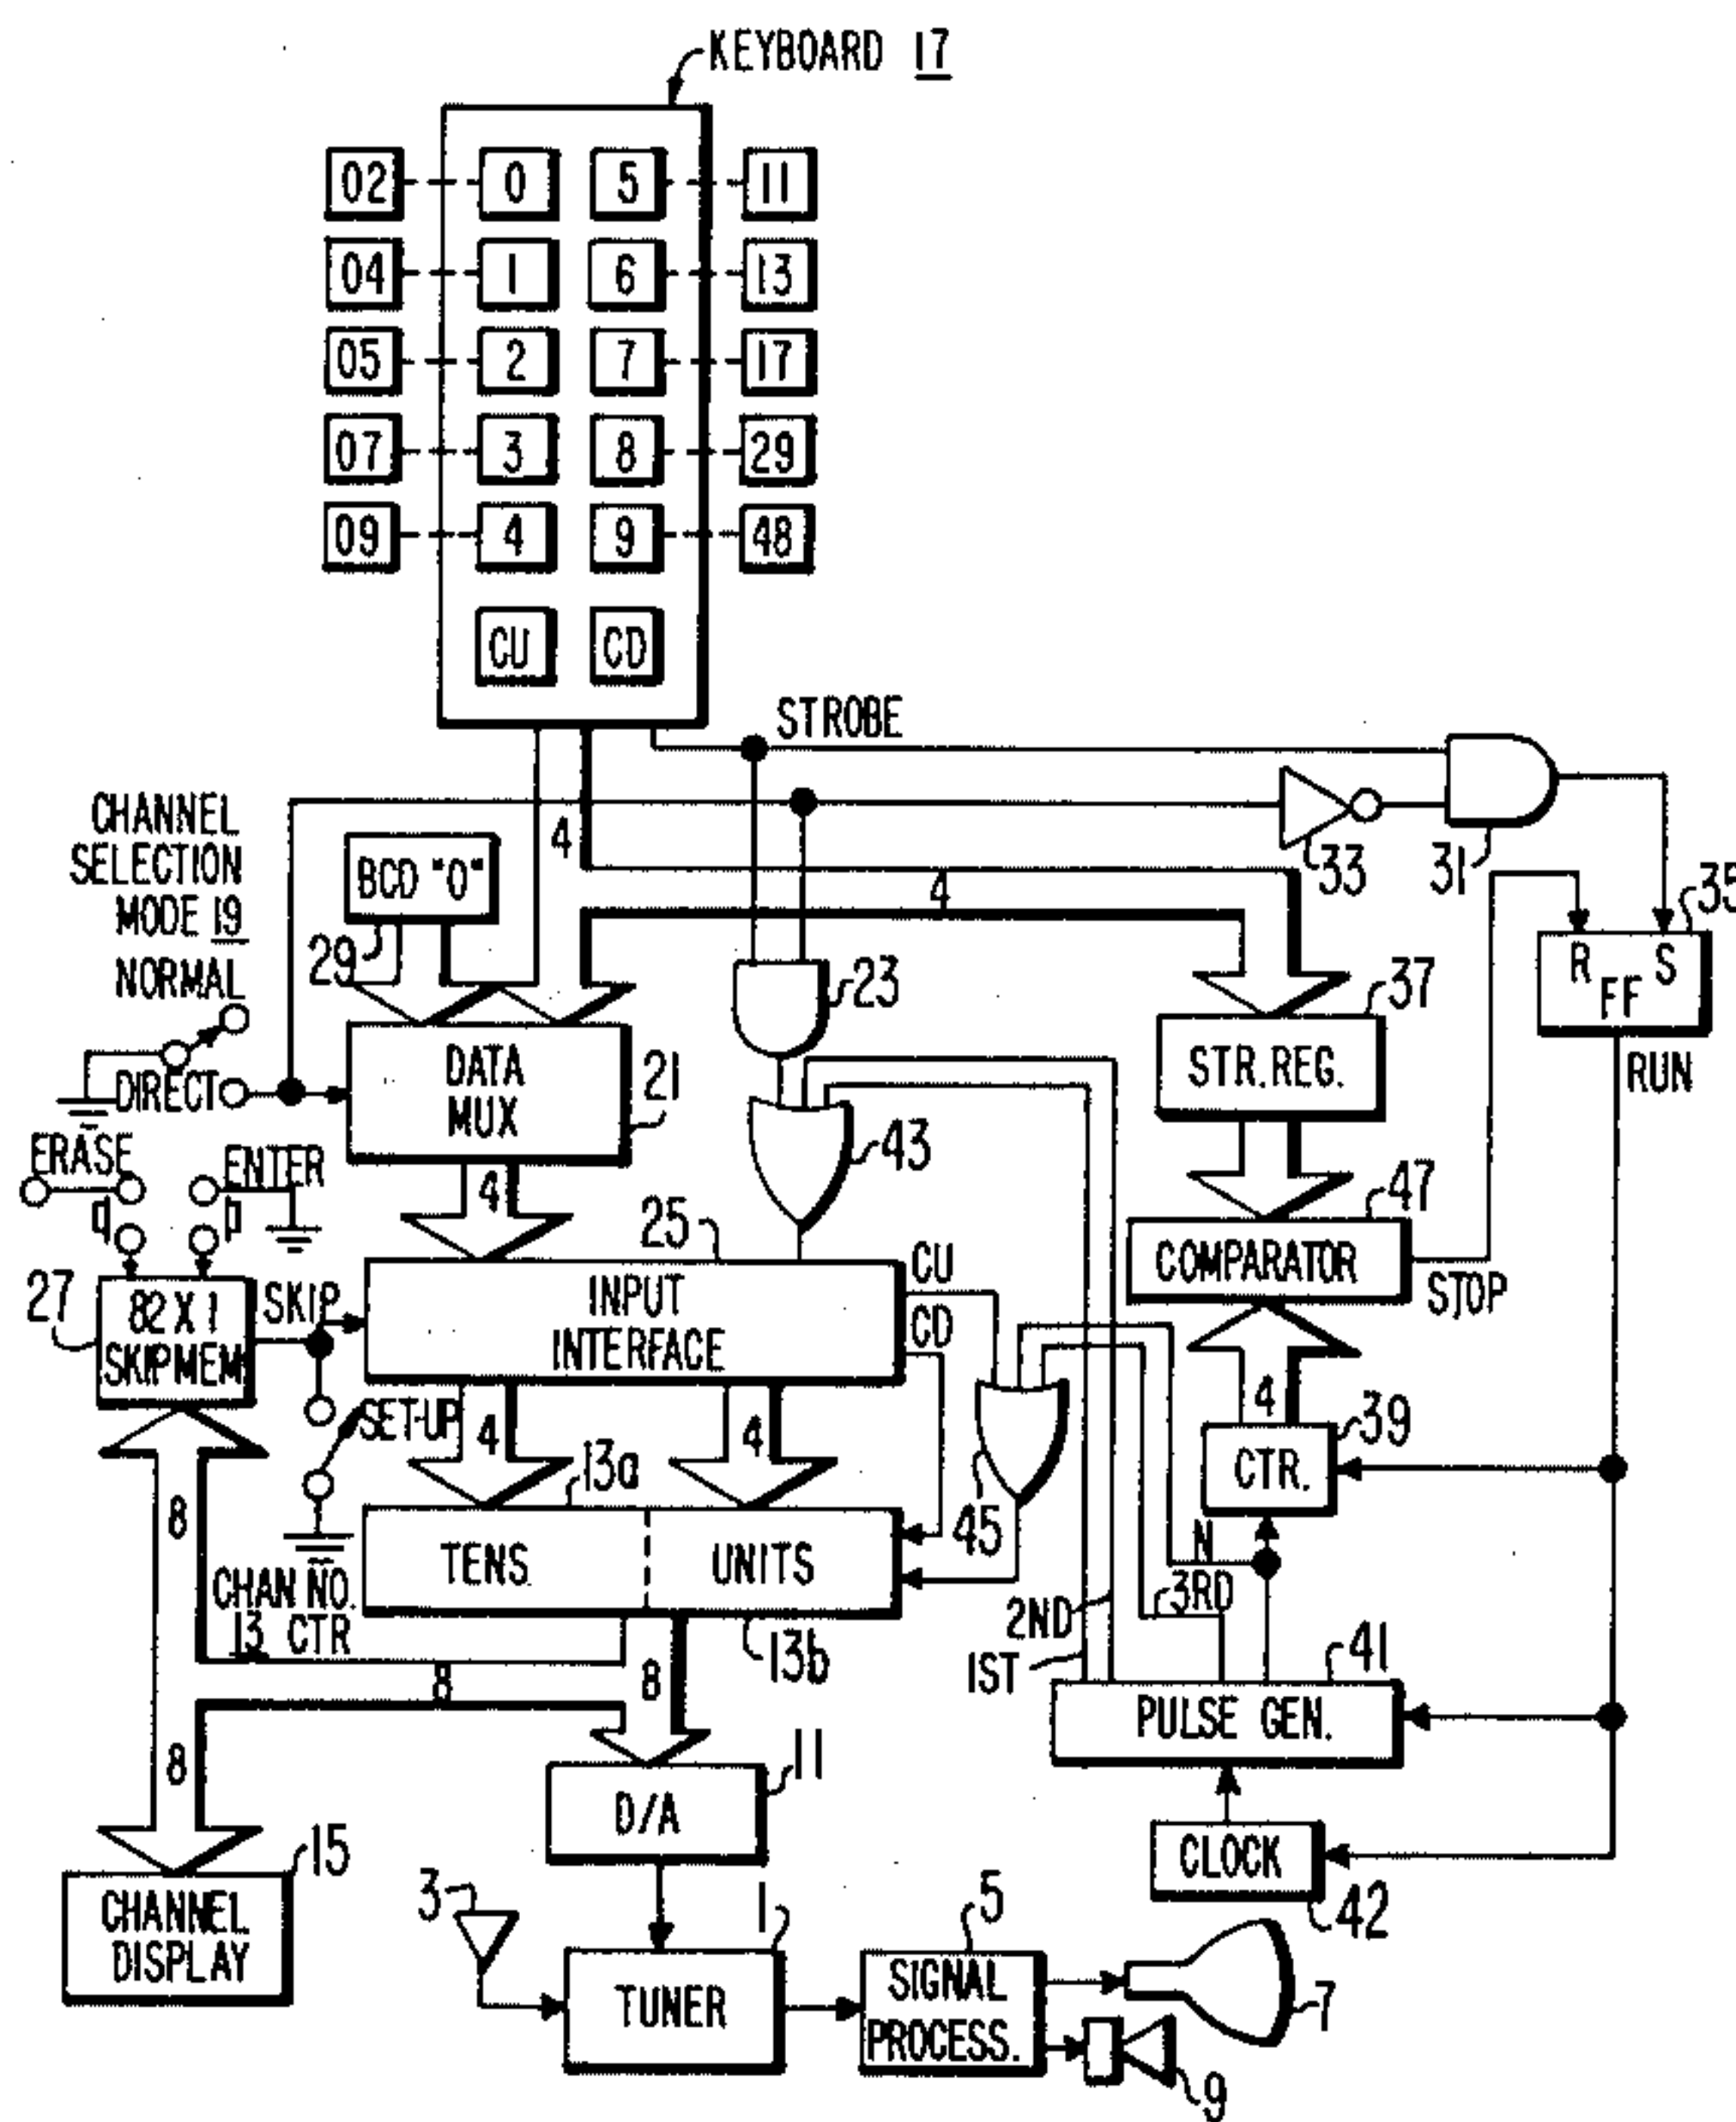 KEYBOARD 17
02 0 5 11
04 1 6 13
05 2 7 17
07 3 8 29
09 4 9 48
CU CD
STROBE
CHANNEL
SELECTION
MODE 19
NORMAL
DIRECT
BCD "0"
29
4
4
23
33
31
35
R S
FF
RUN
DATA
MUX
21
43
37
STR. REG.
47
COMPARATOR
STOP
ERASE
ENTER
4
25
27
82 X 1
SKIP MEM
SKIP
INPUT
INTERFACE
CU
CD
SET-UP
4
4
13a
45
4
39
CTR.
8
TENS
UNITS
CHAN NO.
13 CTR
13b
N
3RD
2ND
1ST
41
PULSE GEN.
8
8
8
11
D/A
CLOCK
42
15
CHANNEL
DISPLAY
3
1
TUNER
5
SIGNAL
PROCESS.
7
9